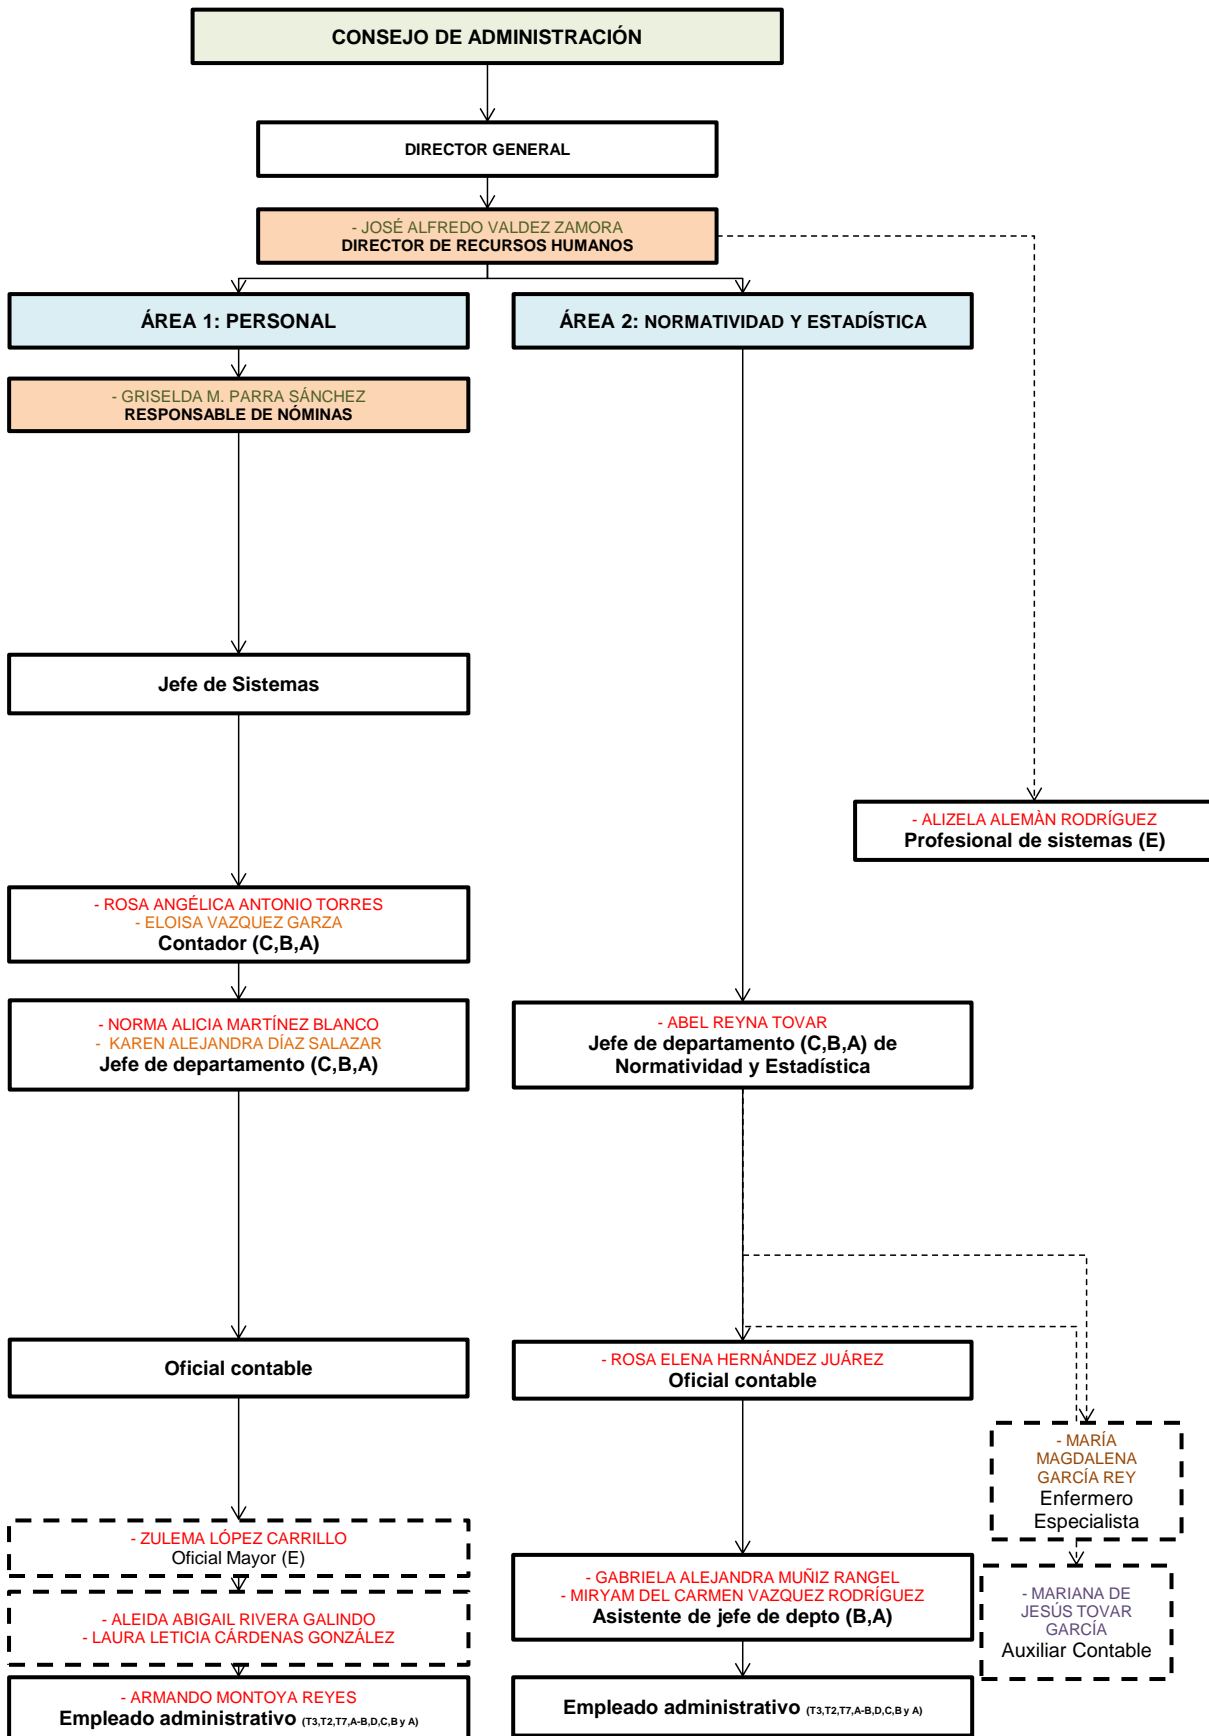 CONSEJO DE ADMINISTRACIÓN
DIRECTOR GENERAL
- JOSÉ ALFREDO VALDEZ ZAMORA
DIRECTOR DE RECURSOS HUMANOS
ÁREA 1: PERSONAL
ÁREA 2: NORMATIVIDAD Y ESTADÍSTICA
- GRISELDA M. PARRA SÁNCHEZ
RESPONSABLE DE NÓMINAS
Jefe de Sistemas
- ALIZELA ALEMÀN RODRÍGUEZ
Profesional de sistemas (E)
- ROSA ANGÉLICA ANTONIO TORRES
- ELOISA VAZQUEZ GARZA
Contador (C,B,A)
- NORMA ALICIA MARTÍNEZ BLANCO
- KAREN ALEJANDRA DÍAZ SALAZAR
Jefe de departamento (C,B,A)
- ABEL REYNA TOVAR
Jefe de departamento (C,B,A) de
Normatividad y Estadística
Oficial contable
- ROSA ELENA HERNÁNDEZ JUÁREZ
Oficial contable
- MARÍA
MAGDALENA
GARCÍA REY
Enfermero
Especialista
- ZULEMA LÓPEZ CARRILLO
Oficial Mayor (E)
- ALEIDA ABIGAIL RIVERA GALINDO
- LAURA LETICIA CÁRDENAS GONZÁLEZ
- GABRIELA ALEJANDRA MUÑIZ RANGEL
- MIRYAM DEL CARMEN VAZQUEZ RODRÍGUEZ
Asistente de jefe de depto (B,A)
- MARIANA DE
JESÚS TOVAR
GARCÍA
Auxiliar Contable
- ARMANDO MONTOYA REYES
Empleado administrativo (T3,T2,T7,A-B,D,C,B y A)
Empleado administrativo (T3,T2,T7,A-B,D,C,B y A)